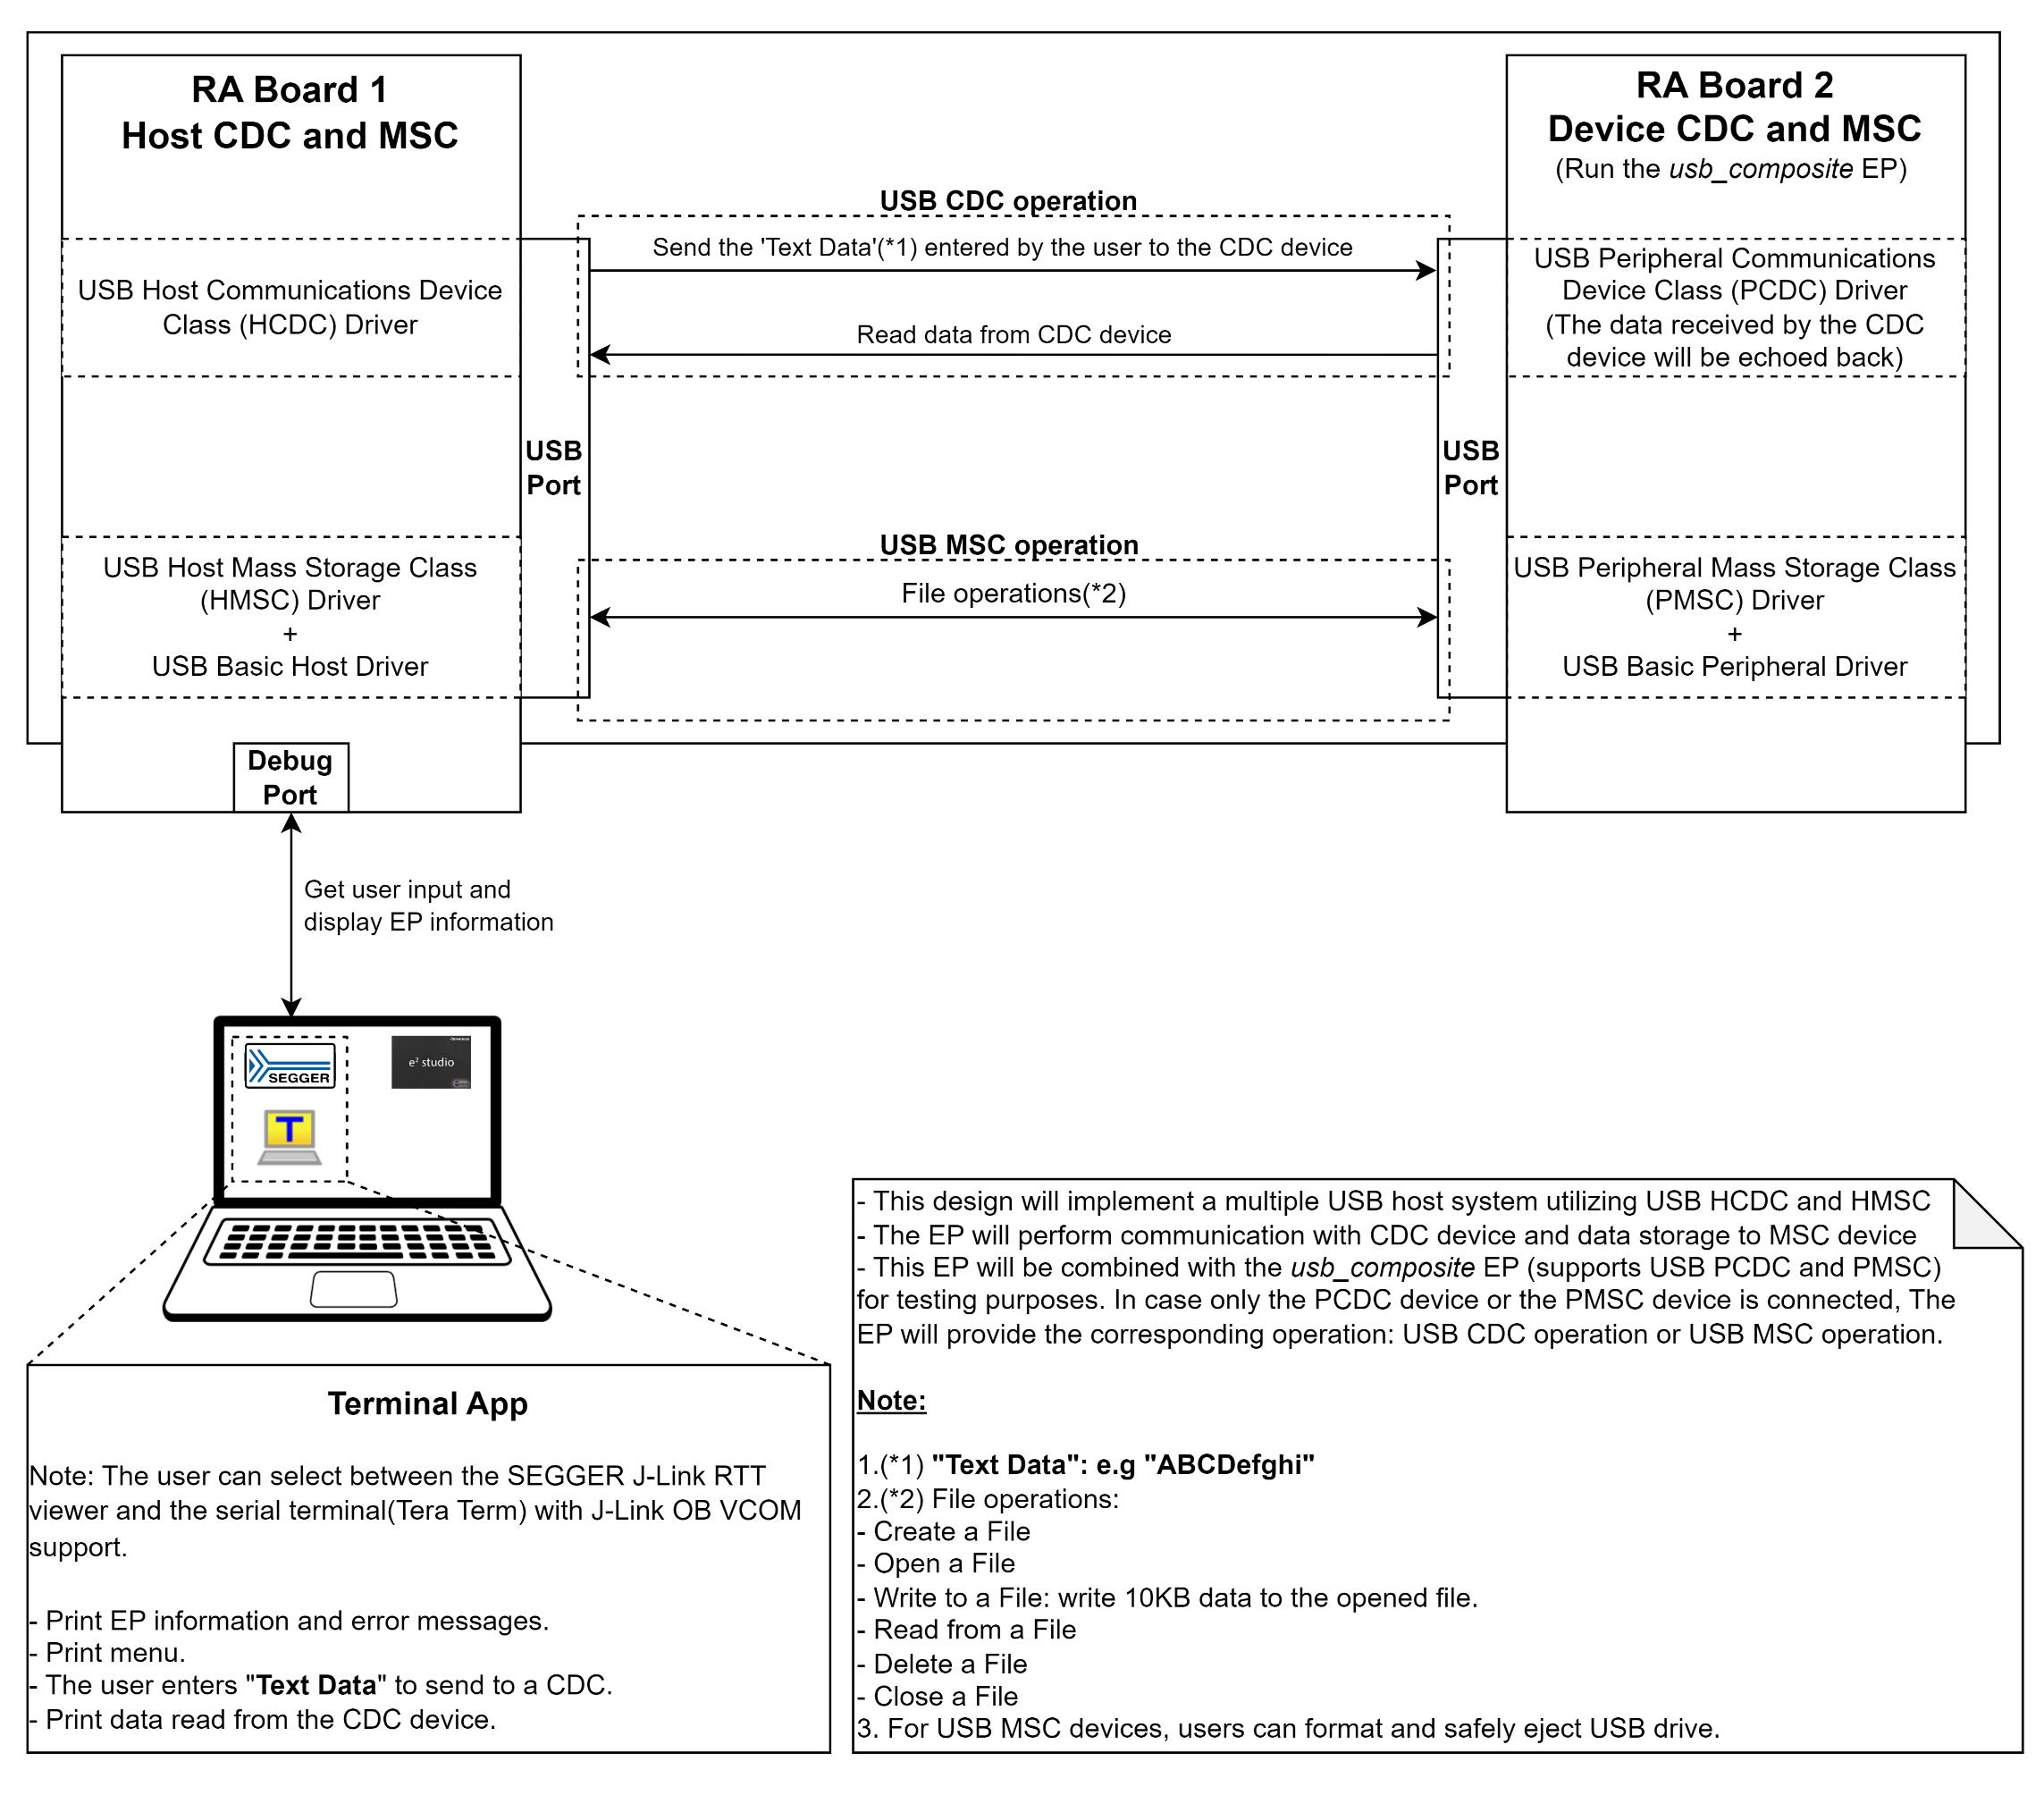 RA Board 1
Host CDC and MSC
RA Board 2
Device CDC and MSC
(Run the usb_composite EP)
USB CDC operation
Send the 'Text Data'(*1) entered by the user to the CDC device
Read data from CDC device
USB Host Communications Device
Class (HCDC) Driver
USB Peripheral Communications
Device Class (PCDC) Driver
(The data received by the CDC
device will be echoed back)
USB
Port
USB
Port
USB MSC operation
File operations(*2)
USB Host Mass Storage Class
(HMSC) Driver
+
USB Basic Host Driver
USB Peripheral Mass Storage Class
(PMSC) Driver
+
USB Basic Peripheral Driver
Debug
Port
Get user input and
display EP information
SEGGER
e² studio
T
Terminal App
Note: The user can select between the SEGGER J-Link RTT
viewer and the serial terminal(Tera Term) with J-Link OB VCOM
support.
- Print EP information and error messages.
- Print menu.
- The user enters "Text Data" to send to a CDC.
- Print data read from the CDC device.
- This design will implement a multiple USB host system utilizing USB HCDC and HMSC
- The EP will perform communication with CDC device and data storage to MSC device
- This EP will be combined with the usb_composite EP (supports USB PCDC and PMSC)
for testing purposes. In case only the PCDC device or the PMSC device is connected, The
EP will provide the corresponding operation: USB CDC operation or USB MSC operation.
Note:
1.(*1) "Text Data": e.g "ABCDefghi"
2.(*2) File operations:
- Create a File
- Open a File
- Write to a File: write 10KB data to the opened file.
- Read from a File
- Delete a File
- Close a File
3. For USB MSC devices, users can format and safely eject USB drive.